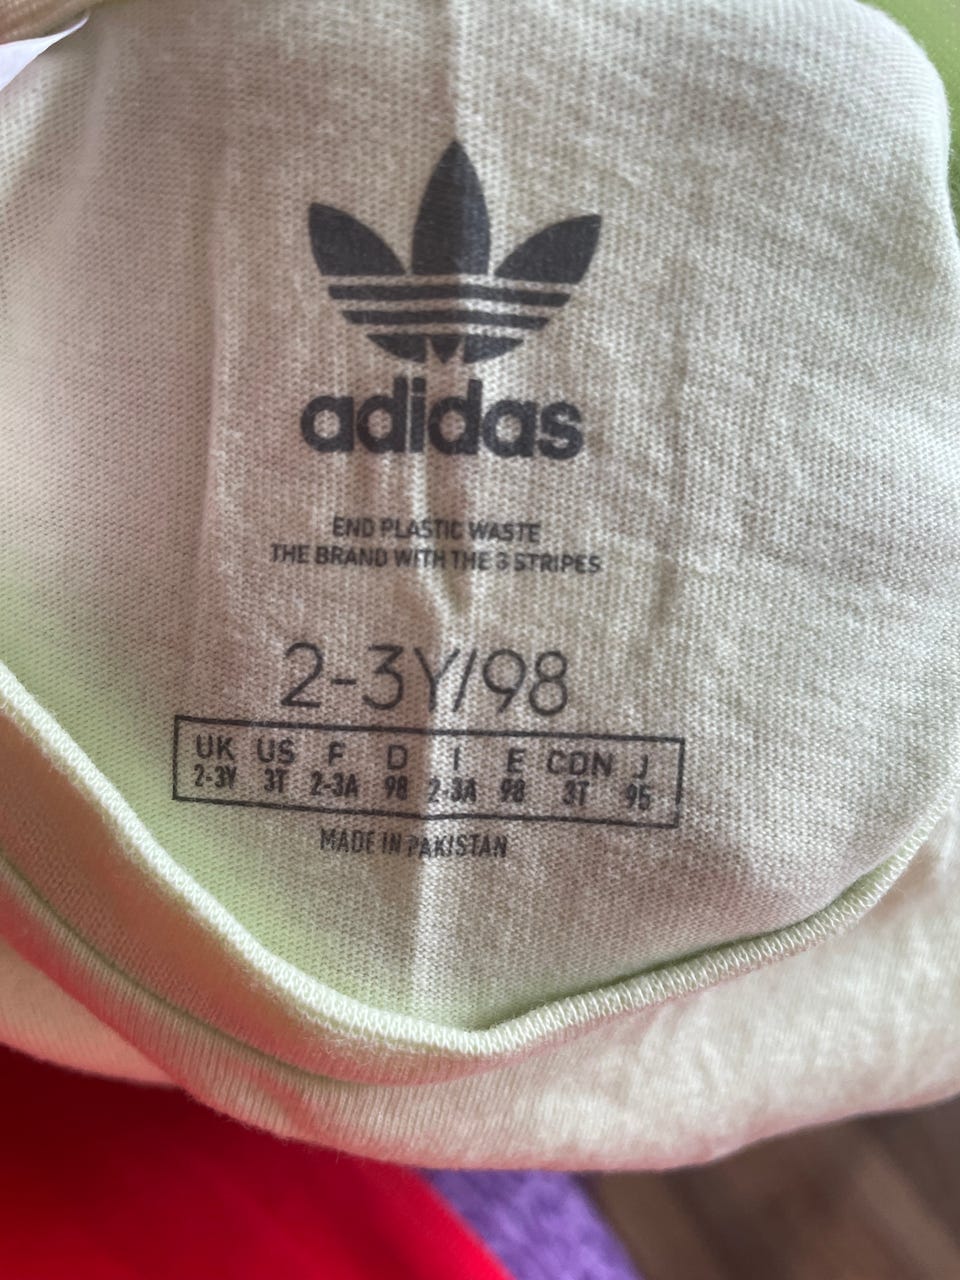 adidas
END PLASTIC WASTE
THE BRAND WITH THE 3 STRIPES
2-3Y/98
UK US F D I E CDN J
2-3Y 3T 2-3A 98 2-3A 98 3T 95
MADE IN PAKISTAN